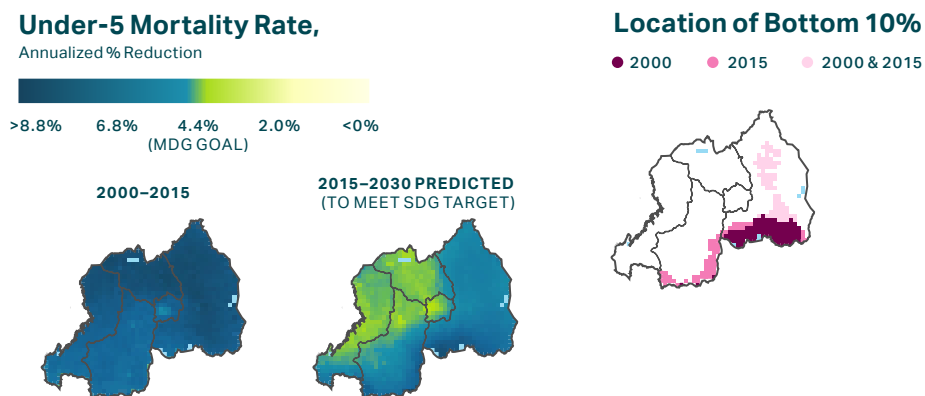 Under-5 Mortality Rate,
Annualized % Reduction
>8.8% 6.8% 4.4% 2.0% <0%
(MDG GOAL)
2000–2015
2015–2030 PREDICTED
(TO MEET SDG TARGET)
Location of Bottom 10%
2000 2015 2000 & 2015